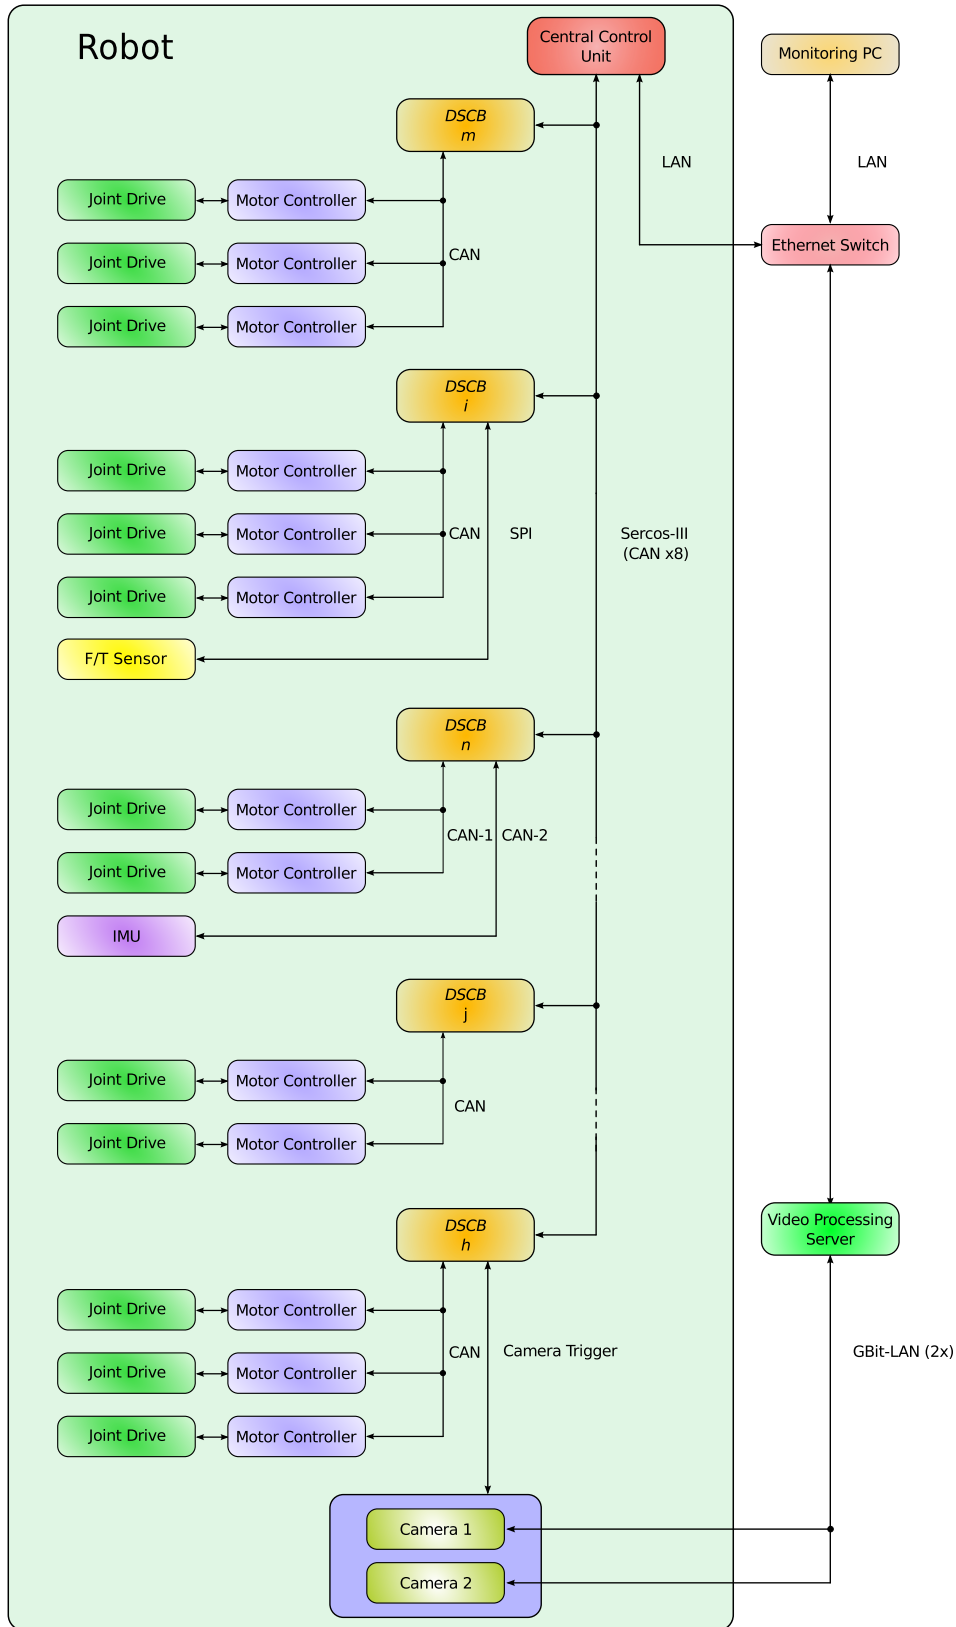 Robot
Central Control
Unit
Monitoring PC
DSCB
m
LAN
LAN
Joint Drive
Motor Controller
Ethernet Switch
Joint Drive
Motor Controller
CAN
Joint Drive
Motor Controller
DSCB
i
Joint Drive
Motor Controller
Joint Drive
Motor Controller
CAN
SPI
Sercos-III
(CAN x8)
Joint Drive
Motor Controller
F/T Sensor
DSCB
n
Joint Drive
Motor Controller
CAN-1
CAN-2
Joint Drive
Motor Controller
IMU
DSCB
j
Joint Drive
Motor Controller
CAN
Joint Drive
Motor Controller
DSCB
h
Video Processing
Server
Joint Drive
Motor Controller
CAN
Camera Trigger
GBit-LAN (2x)
Joint Drive
Motor Controller
Joint Drive
Motor Controller
Camera 1
Camera 2